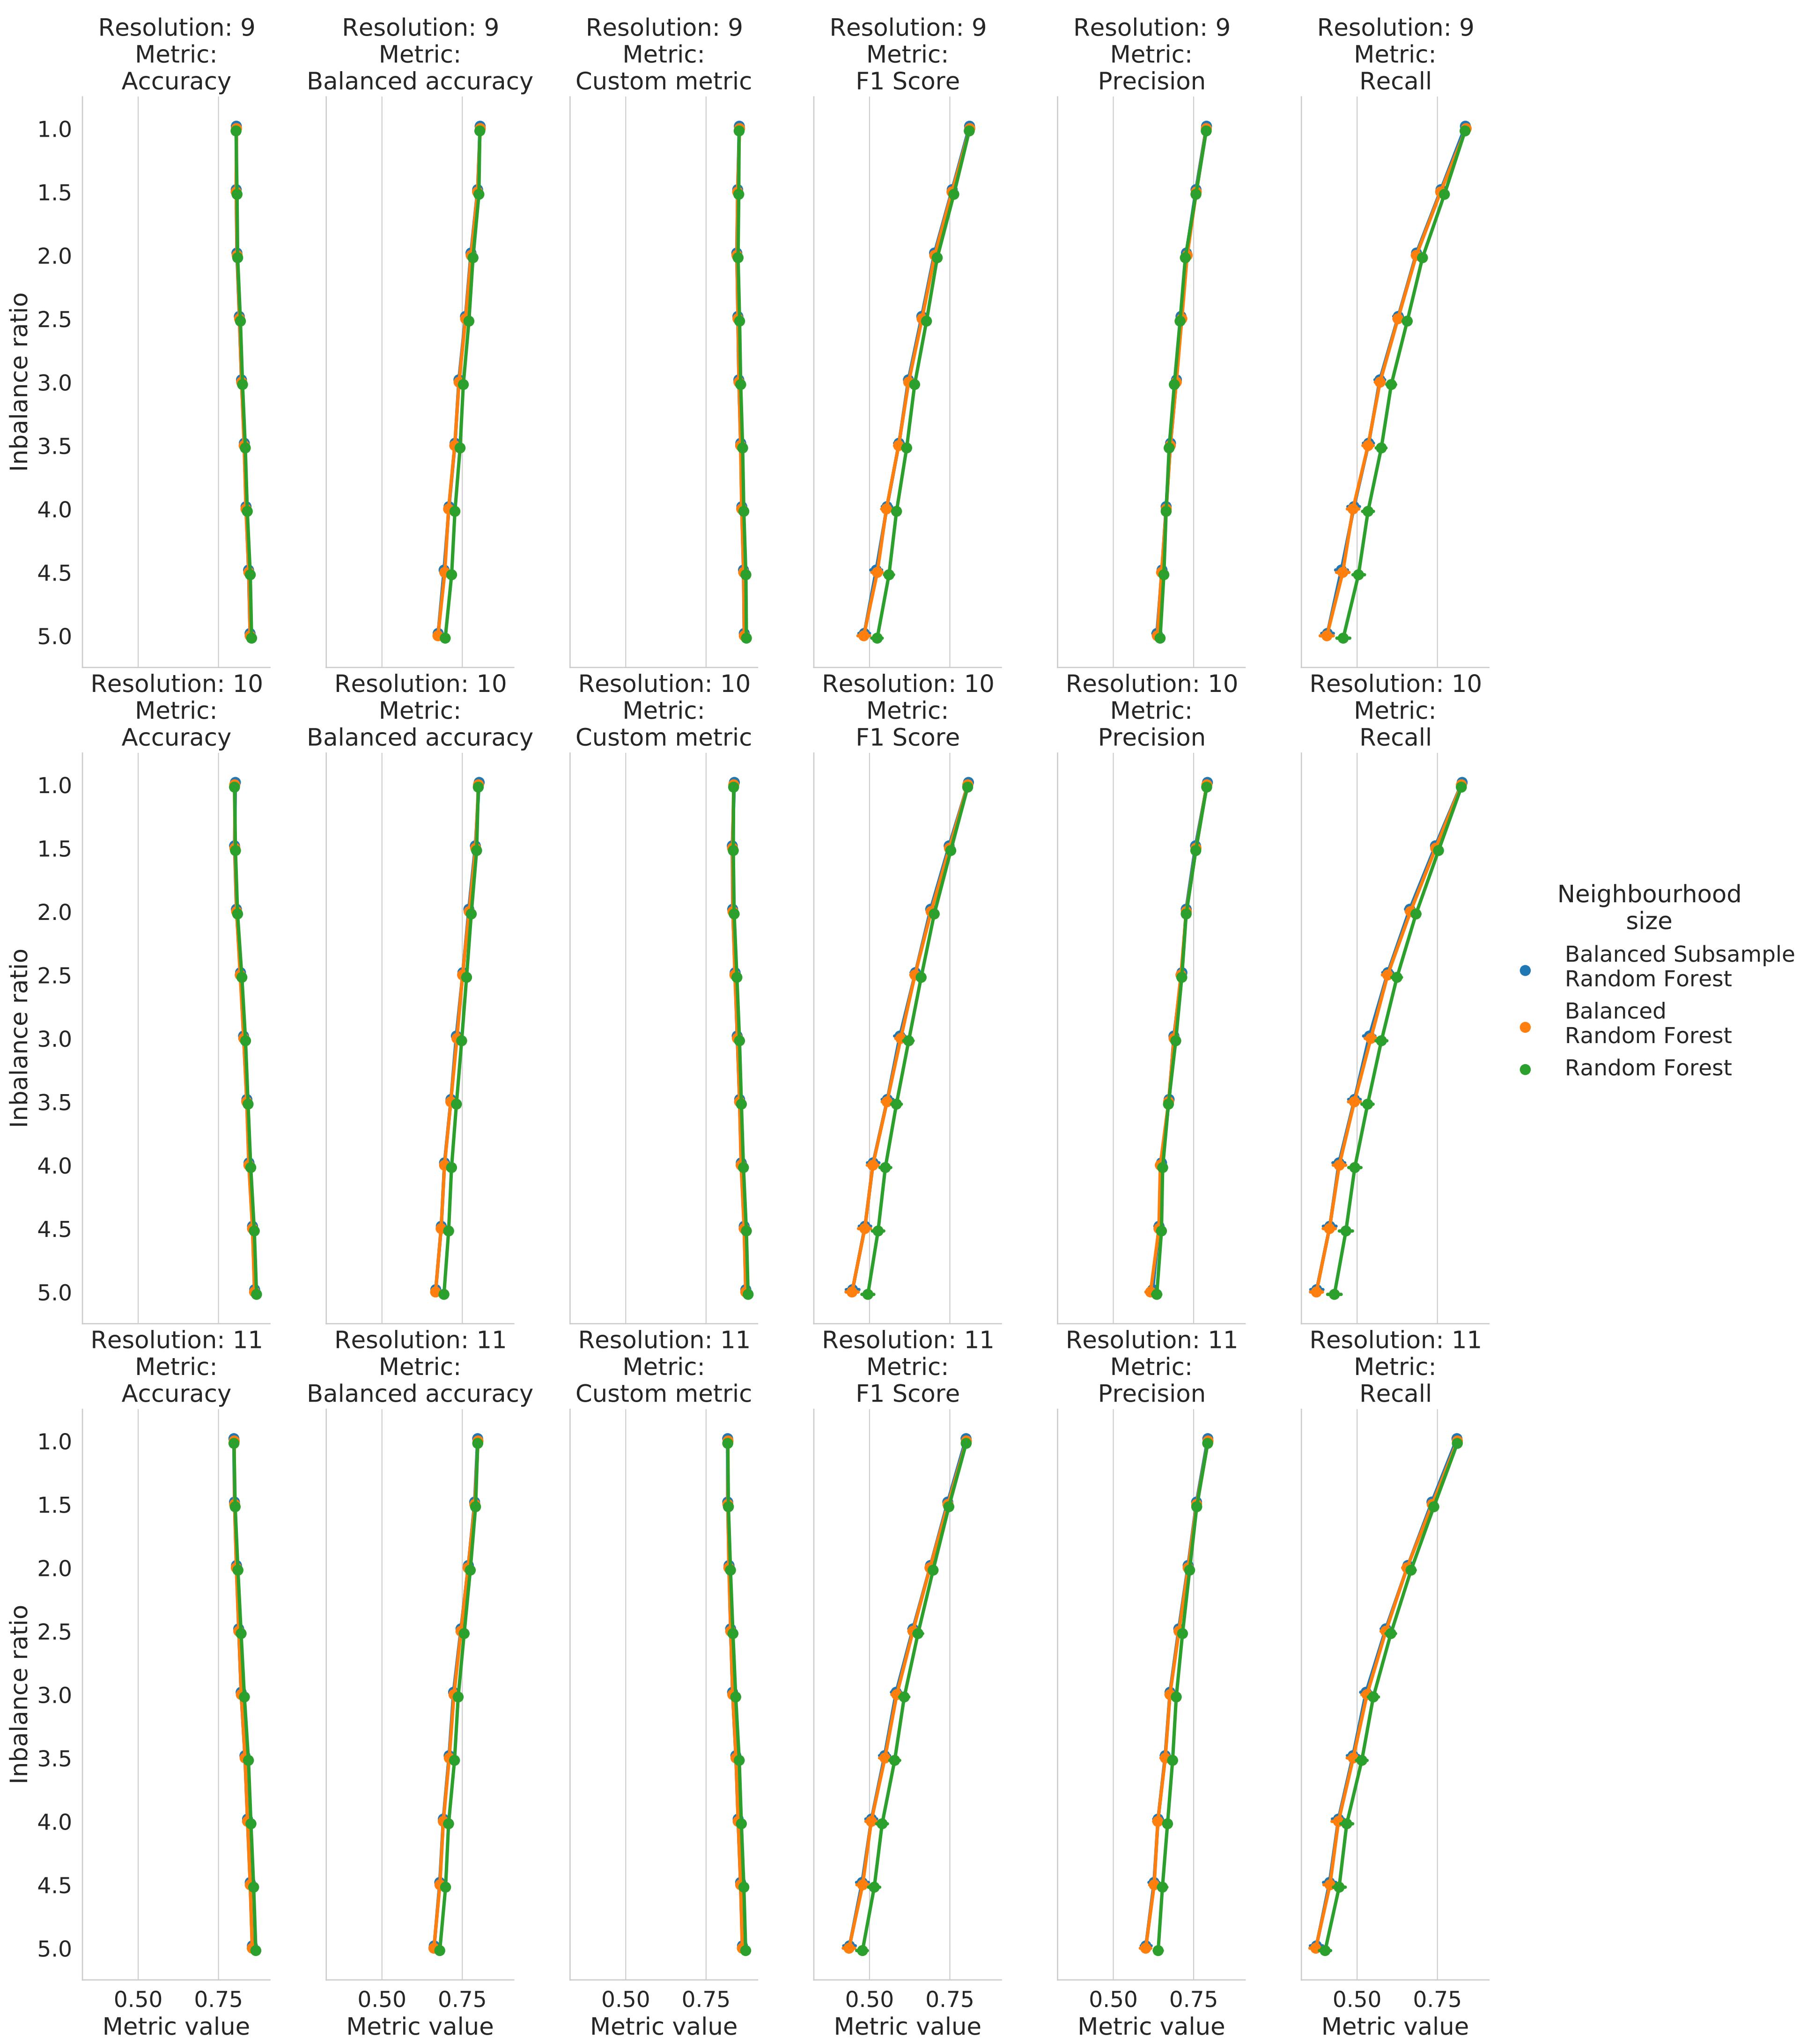 Resolution: 9
Metric:
Accuracy
Resolution: 9
Metric:
Balanced accuracy
Resolution: 9
Metric:
Custom metric
Resolution: 9
Metric:
F1 Score
Resolution: 9
Metric:
Precision
Resolution: 9
Metric:
Recall
Inbalance ratio
1.0
1.5
2.0
2.5
3.0
3.5
4.0
4.5
5.0
Resolution: 10
Metric:
Accuracy
Resolution: 10
Metric:
Balanced accuracy
Resolution: 10
Metric:
Custom metric
Resolution: 10
Metric:
F1 Score
Resolution: 10
Metric:
Precision
Resolution: 10
Metric:
Recall
Inbalance ratio
1.0
1.5
2.0
2.5
3.0
3.5
4.0
4.5
5.0
Neighbourhood
size
Balanced Subsample
Random Forest
Balanced
Random Forest
Random Forest
Resolution: 11
Metric:
Accuracy
Resolution: 11
Metric:
Balanced accuracy
Resolution: 11
Metric:
Custom metric
Resolution: 11
Metric:
F1 Score
Resolution: 11
Metric:
Precision
Resolution: 11
Metric:
Recall
Inbalance ratio
1.0
1.5
2.0
2.5
3.0
3.5
4.0
4.5
5.0
0.50 0.75
Metric value
0.50 0.75
Metric value
0.50 0.75
Metric value
0.50 0.75
Metric value
0.50 0.75
Metric value
0.50 0.75
Metric value